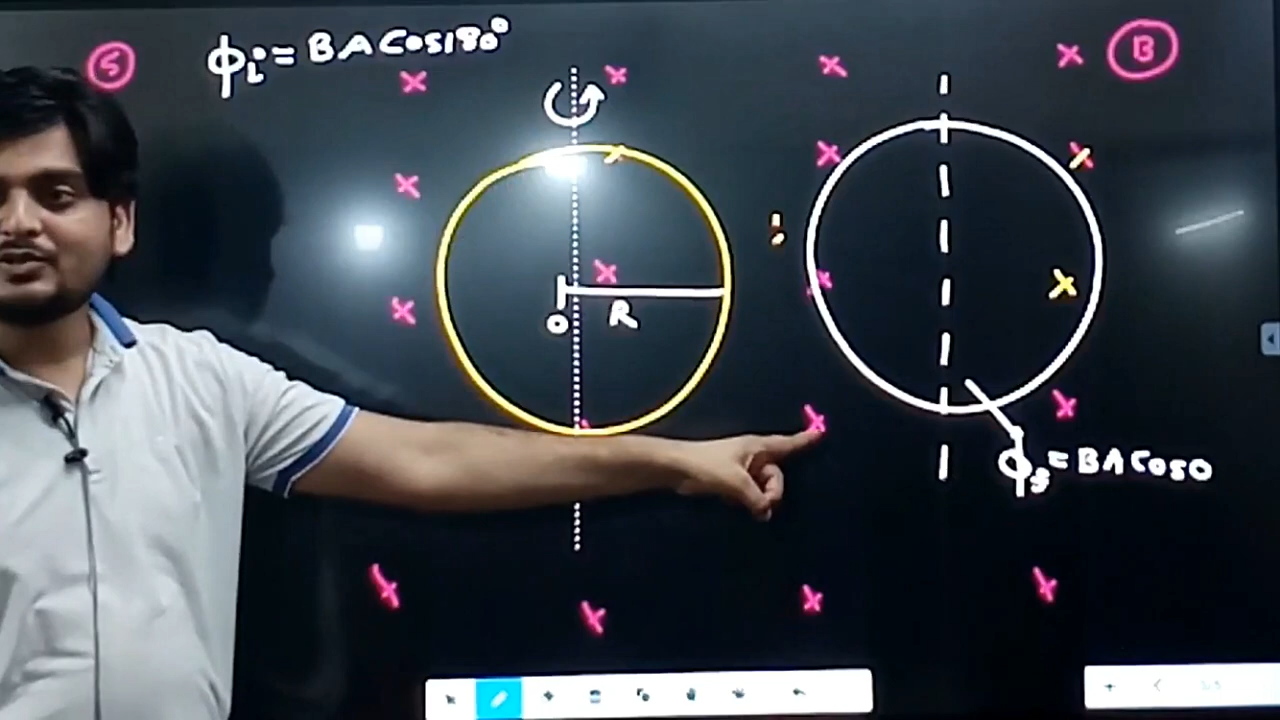 5
ϕi = BACos180°
B
O
R
ϕf = BACos0